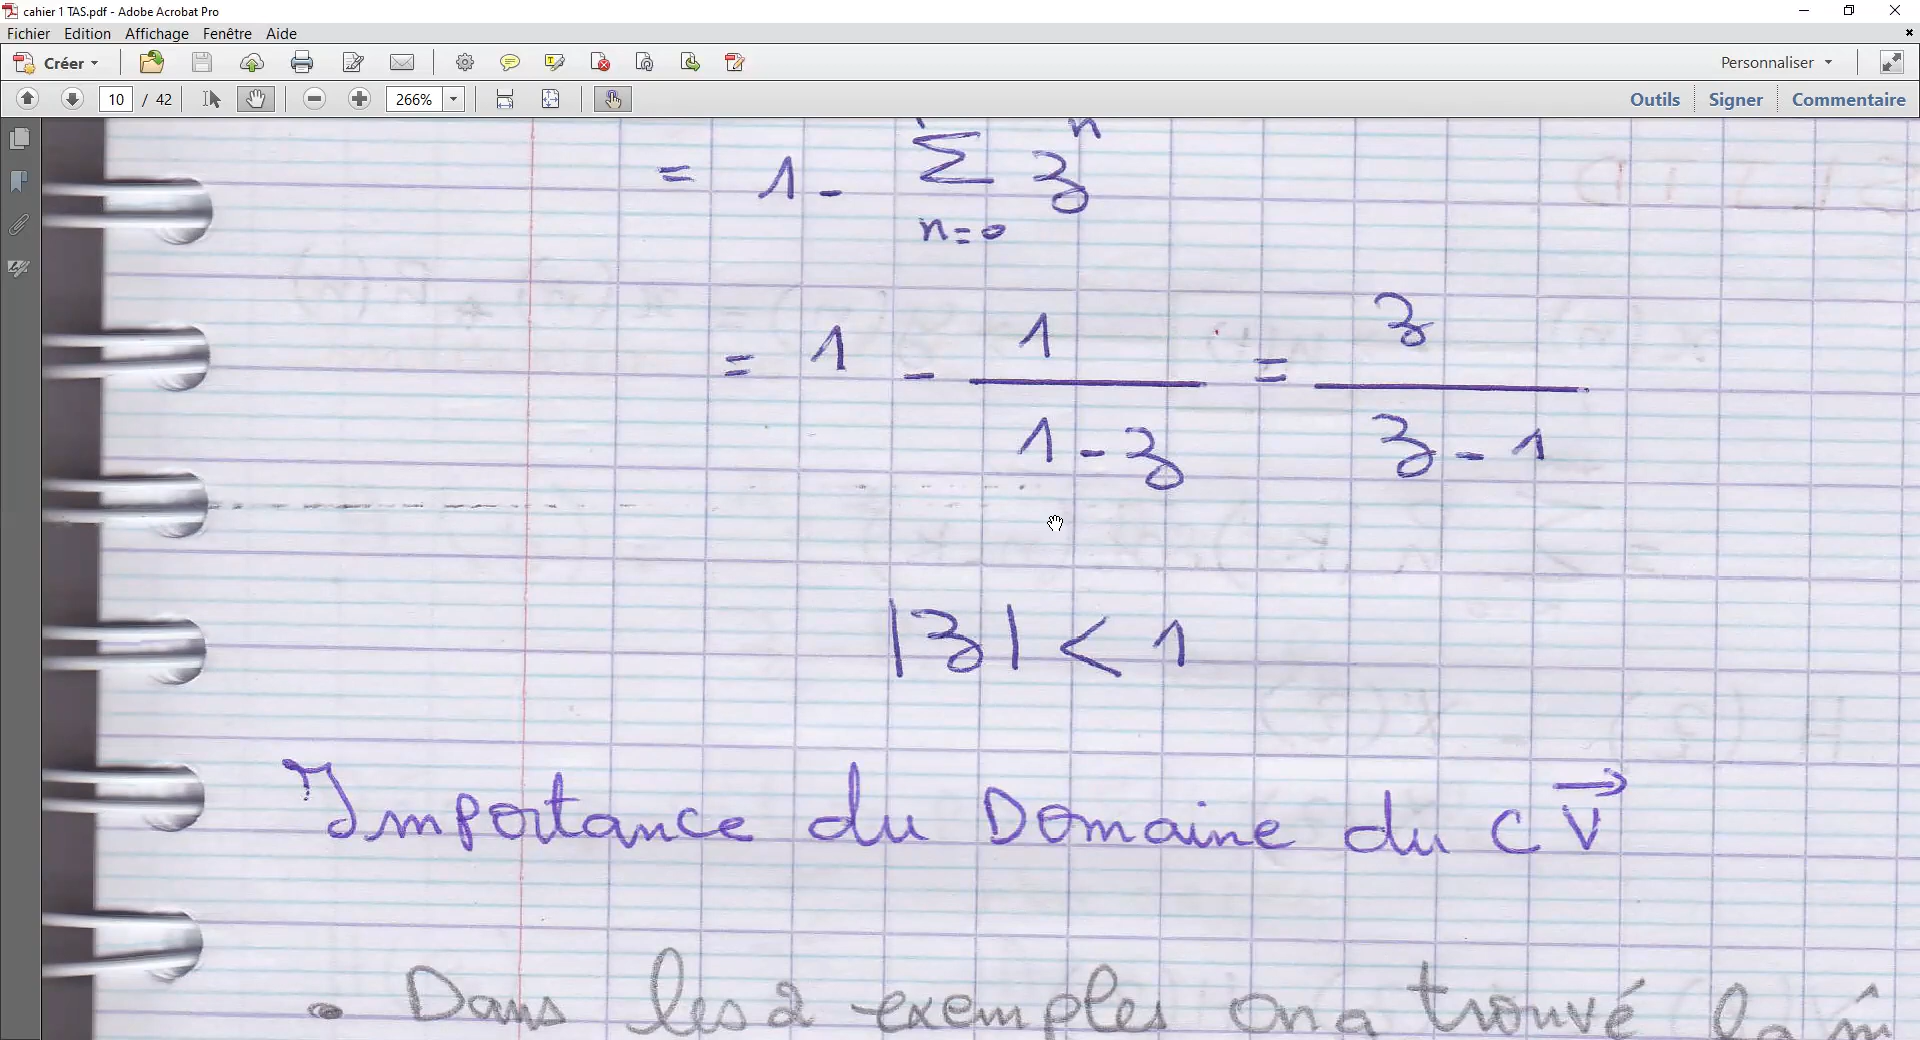 cahier 1 TAS.pdf - Adobe Acrobat Pro
Fichier Edition Affichage Fenêtre Aide
Créer
Personnaliser
10 / 42
266%
Outils Signer Commentaire
= 1 - Σ z^n
n=0
= 1 - 1 / (1 - z) = z / (z - 1)
|z| < 1
Importance du Domaine du CV→
• Dans les 2 exemples on a trouvé la m